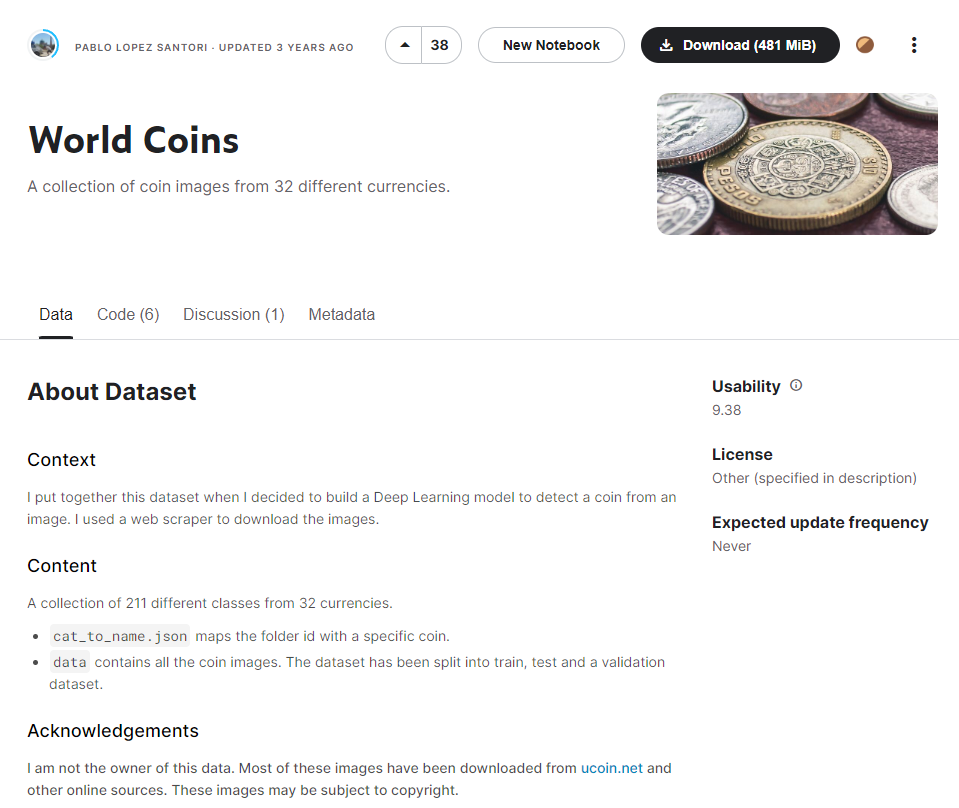 PABLO LOPEZ SANTORI · UPDATED 3 YEARS AGO
38
New Notebook
Download (481 MiB)
World Coins
A collection of coin images from 32 different currencies.
PESOS
Data
Code (6)
Discussion (1)
Metadata
About Dataset
Context
I put together this dataset when I decided to build a Deep Learning model to detect a coin from an
image. I used a web scraper to download the images.
Content
A collection of 211 different classes from 32 currencies.
cat_to_name.json maps the folder id with a specific coin.
data contains all the coin images. The dataset has been split into train, test and a validation
dataset.
Acknowledgements
I am not the owner of this data. Most of these images have been downloaded from ucoin.net and
other online sources. These images may be subject to copyright.
Usability
9.38
License
Other (specified in description)
Expected update frequency
Never